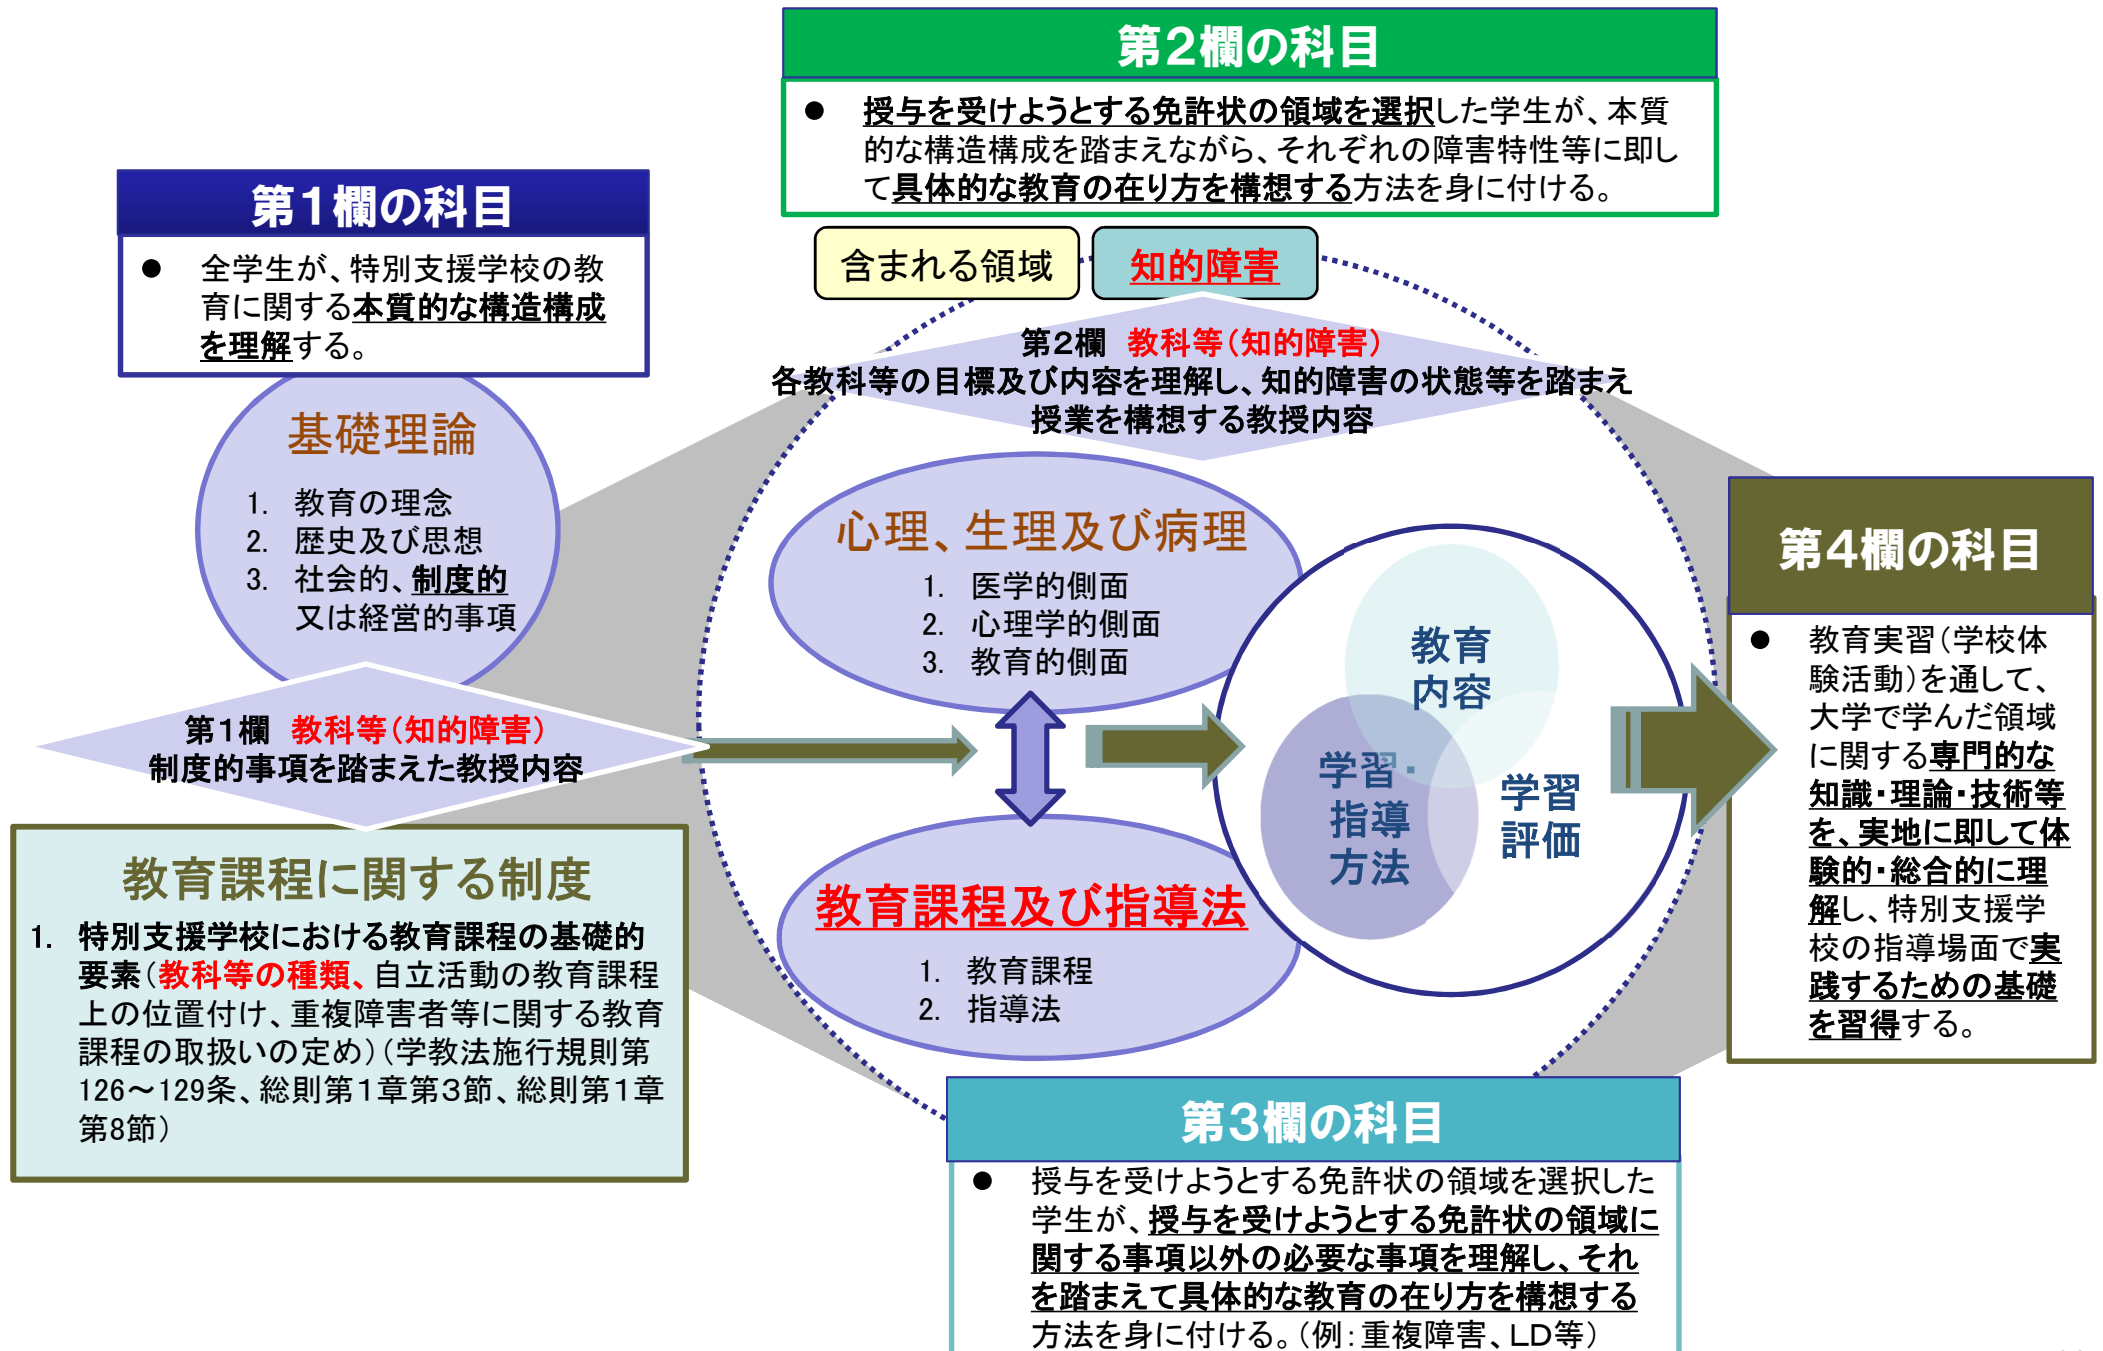 第2欄の科目
● 授与を受けようとする免許状の領域を選択した学生が、本質
的な構造構成を踏まえながら、それぞれの障害特性等に即し
て具体的な教育の在り方を構想する方法を身に付ける。
第1欄の科目
● 全学生が、特別支援学校の教
育に関する本質的な構造構成
を理解する。
含まれる領域
知的障害
第2欄 教科等(知的障害)
各教科等の目標及び内容を理解し、知的障害の状態等を踏まえ
授業を構想する教授内容
基礎理論
1. 教育の理念
2. 歴史及び思想
3. 社会的、制度的
又は経営的事項
第1欄 教科等(知的障害)
制度的事項を踏まえた教授内容
教育課程に関する制度
1. 特別支援学校における教育課程の基礎的
要素(教科等の種類、自立活動の教育課程
上の位置付け、重複障害者等に関する教育
課程の取扱いの定め)(学教法施行規則第
126～129条、総則第1章第3節、総則第1章
第8節)
心理、生理及び病理
1. 医学的側面
2. 心理学的側面
3. 教育的側面
教育課程及び指導法
1. 教育課程
2. 指導法
教育
内容
学習・
指導
方法
学習
評価
第4欄の科目
● 教育実習(学校体
験活動)を通して、
大学で学んだ領域
に関する専門的な
知識・理論・技術等
を、実地に即して体
験的・総合的に理
解し、特別支援学
校の指導場面で実
践するための基礎
を習得する。
第3欄の科目
● 授与を受けようとする免許状の領域を選択した
学生が、授与を受けようとする免許状の領域に
関する事項以外の必要な事項を理解し、それ
を踏まえて具体的な教育の在り方を構想する
方法を身に付ける。(例:重複障害、LD等)